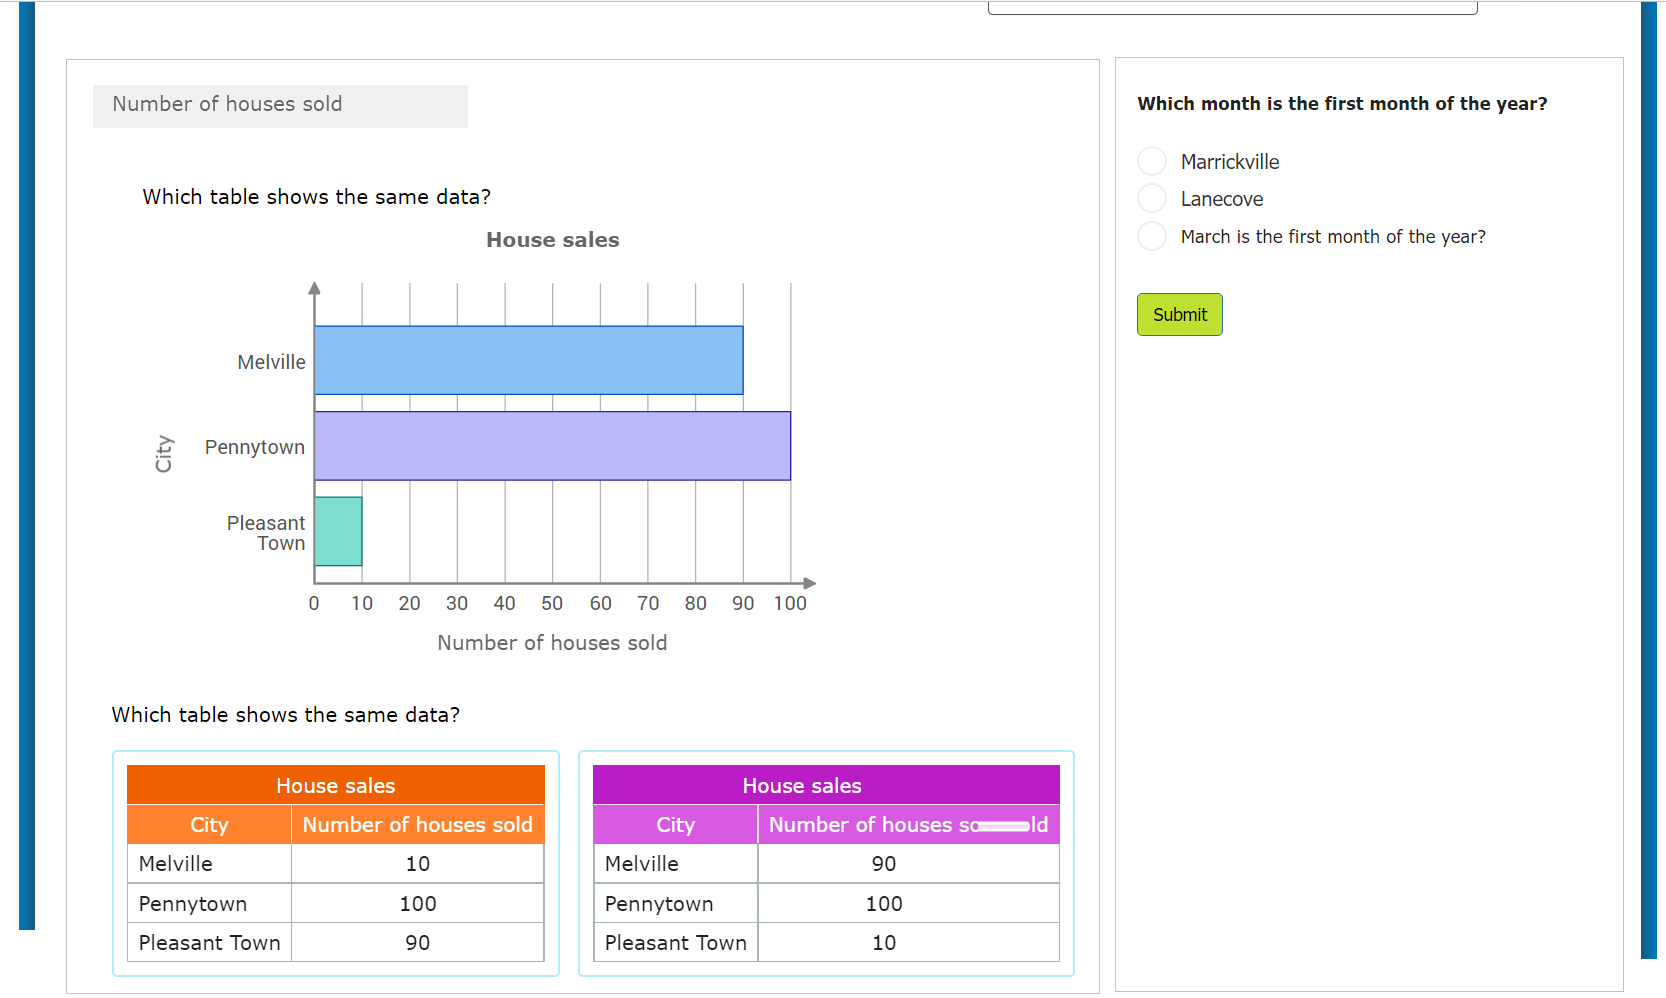 Number of houses sold
Which table shows the same data?
House sales
City
Melville
Pennytown
Pleasant
Town
0 10 20 30 40 50 60 70 80 90 100
Number of houses sold
Which table shows the same data?
House sales
City Number of houses sold
Melville 10
Pennytown 100
Pleasant Town 90
House sales
City Number of houses so ld
Melville 90
Pennytown 100
Pleasant Town 10
Which month is the first month of the year?
Marrickville
Lanecove
March is the first month of the year?
Submit